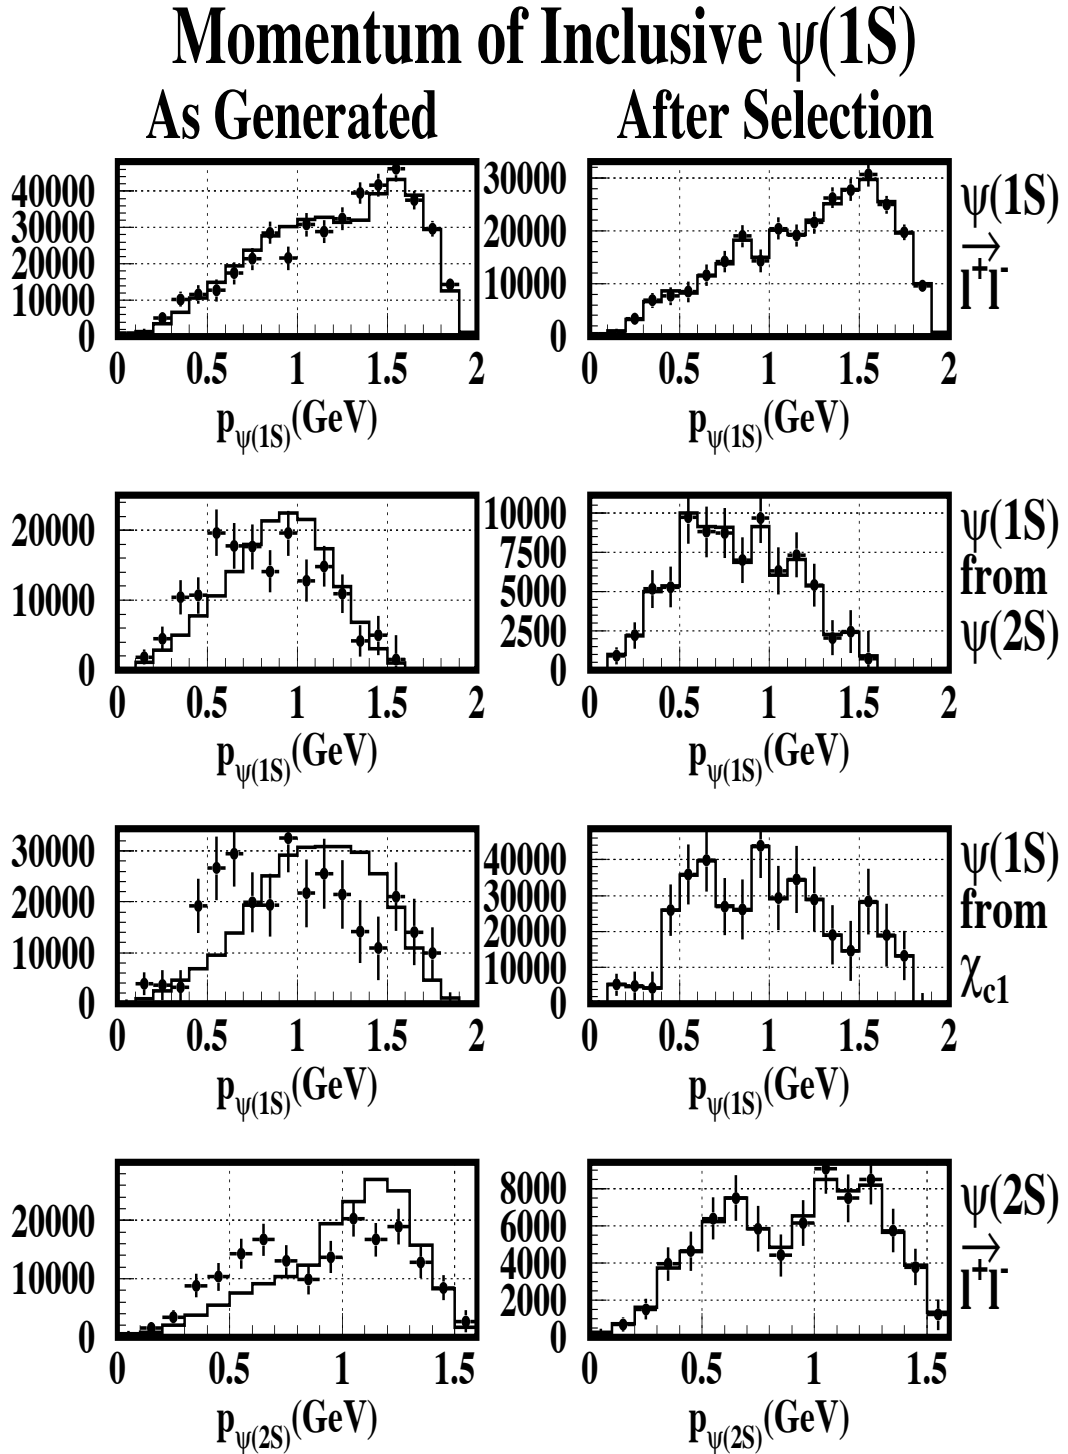 Momentum of Inclusive ψ(1S)
As Generated
After Selection
40000
30000
20000
10000
0
0 0.5 1 1.5 2
pψ(1S)(GeV)
30000
20000
10000
0
0 0.5 1 1.5 2
pψ(1S)(GeV)
ψ(1S)
→
l+l-
20000
10000
0
0 0.5 1 1.5 2
pψ(1S)(GeV)
10000
7500
5000
2500
0
0 0.5 1 1.5 2
pψ(1S)(GeV)
ψ(1S)
from
ψ(2S)
30000
20000
10000
0
0 0.5 1 1.5 2
pψ(1S)(GeV)
40000
30000
20000
10000
0
0 0.5 1 1.5 2
pψ(1S)(GeV)
ψ(1S)
from
χc1
20000
10000
0
0 0.5 1 1.5
pψ(2S)(GeV)
8000
6000
4000
2000
0
0 0.5 1 1.5
pψ(2S)(GeV)
ψ(2S)
→
l+l-